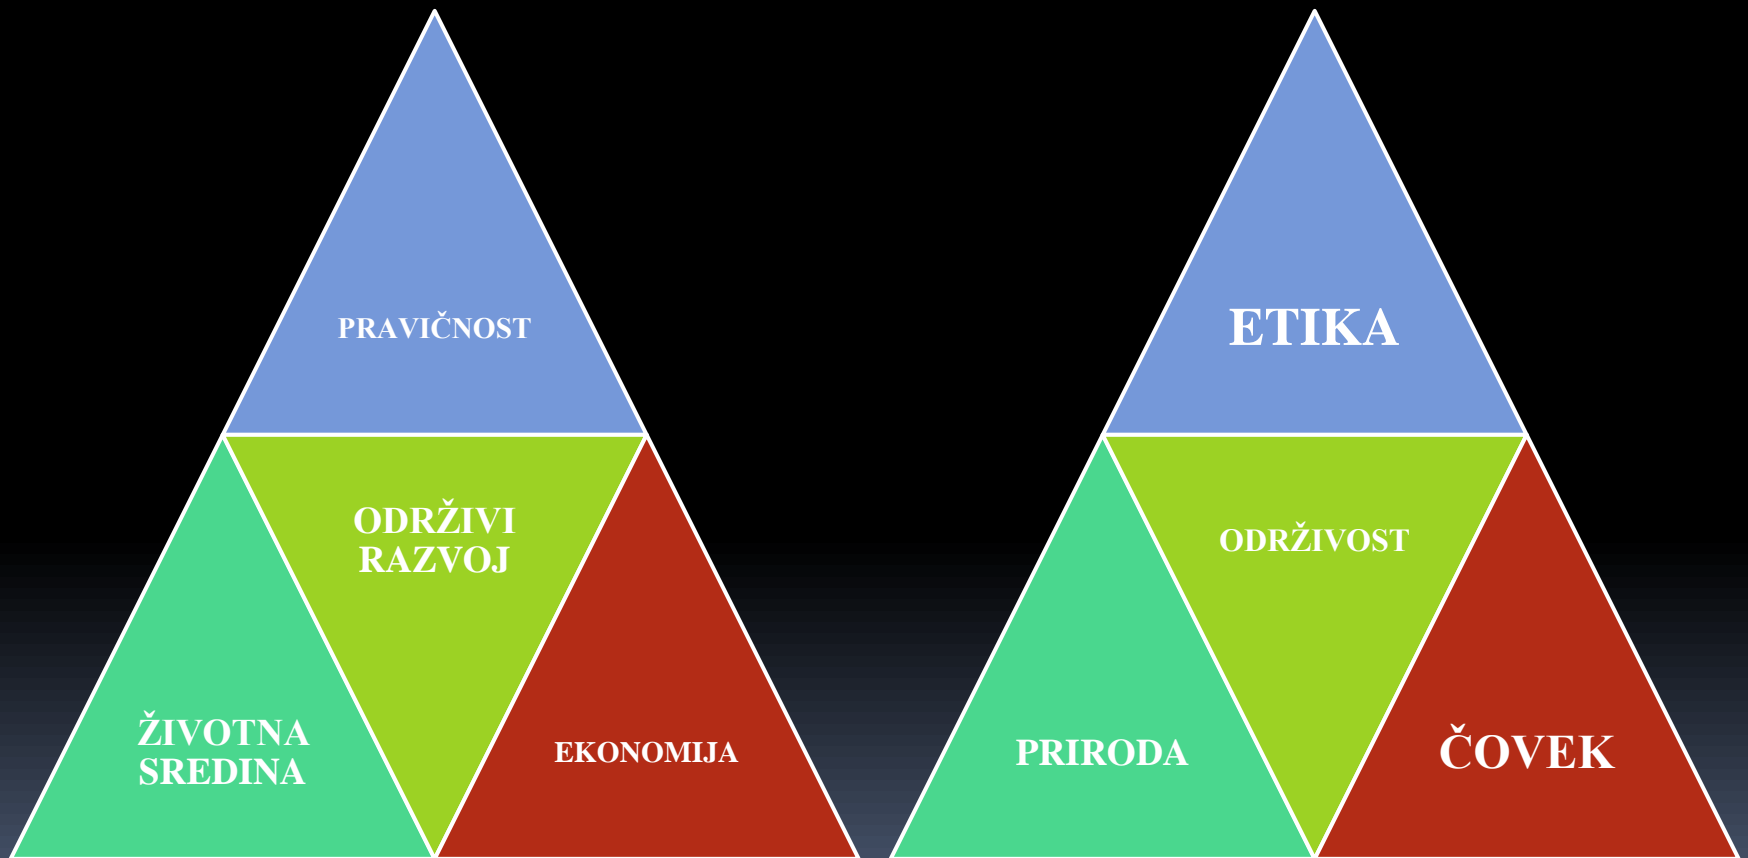 PRAVIČNOST
ODRŽIVI
RAZVOJ
ŽIVOTNA
SREDINA
EKONOMIJA
ETIKA
ODRŽIVOST
PRIRODA
ČOVEK